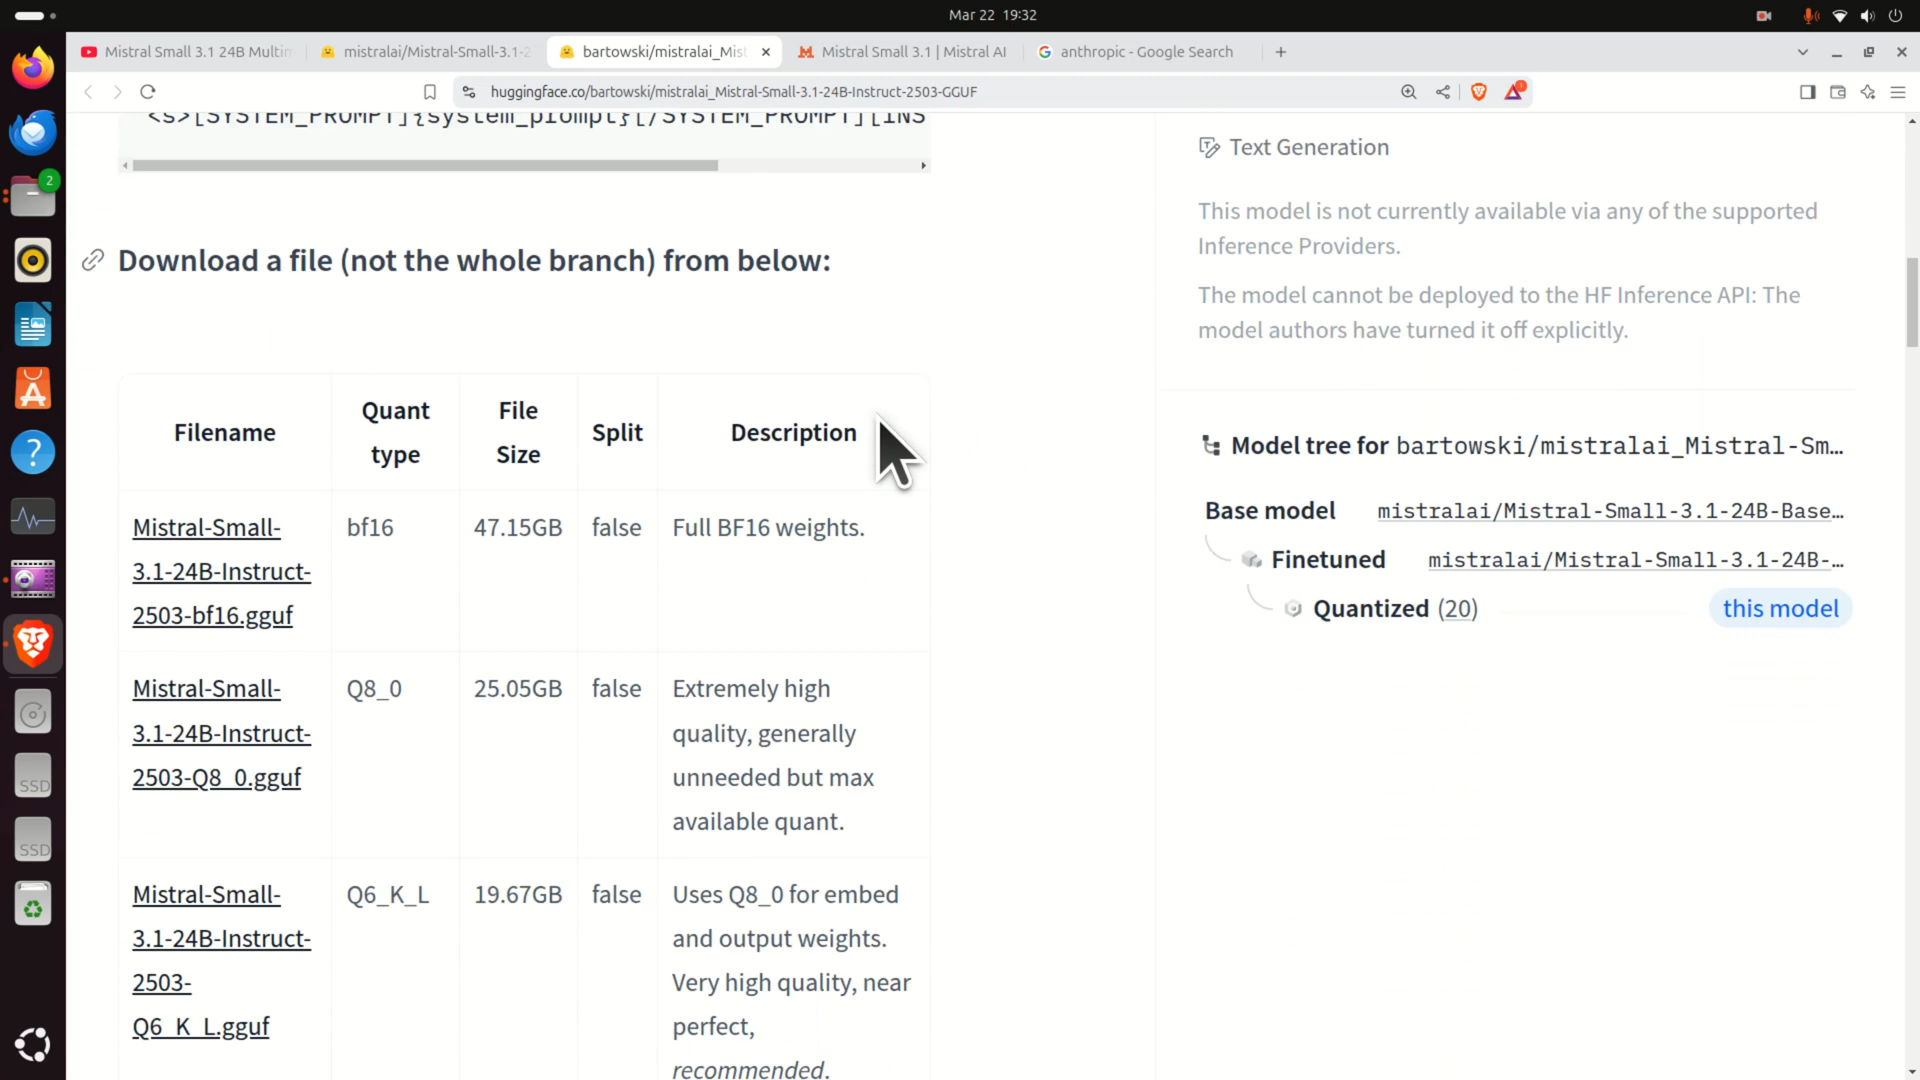 Mar 22 19:32
Mistral Small 3.1 24B Multim
mistralai/Mistral-Small-3.1-2
bartowski/mistralai_Mist
Mistral Small 3.1 | Mistral AI
anthropic - Google Search
huggingface.co/bartowski/mistralai_Mistral-Small-3.1-24B-Instruct-2503-GGUF
1
2
<s>[SYSTEM_PROMPT]{system_prompt}[/SYSTEM_PROMPT][INS
Download a file (not the whole branch) from below:
Filename
Quant type
File Size
Split
Description
Mistral-Small-
3.1-24B-Instruct-
2503-bf16.gguf
bf16
47.15GB
false
Full BF16 weights.
Mistral-Small-
3.1-24B-Instruct-
2503-Q8_0.gguf
Q8_0
25.05GB
false
Extremely high
quality, generally
unneeded but max
available quant.
Mistral-Small-
3.1-24B-Instruct-
2503-
Q6_K_L.gguf
Q6_K_L
19.67GB
false
Uses Q8_0 for embed
and output weights.
Very high quality, near
perfect,
recommended.
Text Generation
This model is not currently available via any of the supported
Inference Providers.
The model cannot be deployed to the HF Inference API: The
model authors have turned it off explicitly.
Model tree for bartowski/mistralai_Mistral-Sm…
Base model
mistralai/Mistral-Small-3.1-24B-Base…
Finetuned
mistralai/Mistral-Small-3.1-24B-…
Quantized (20)
this model
SSD
SSD